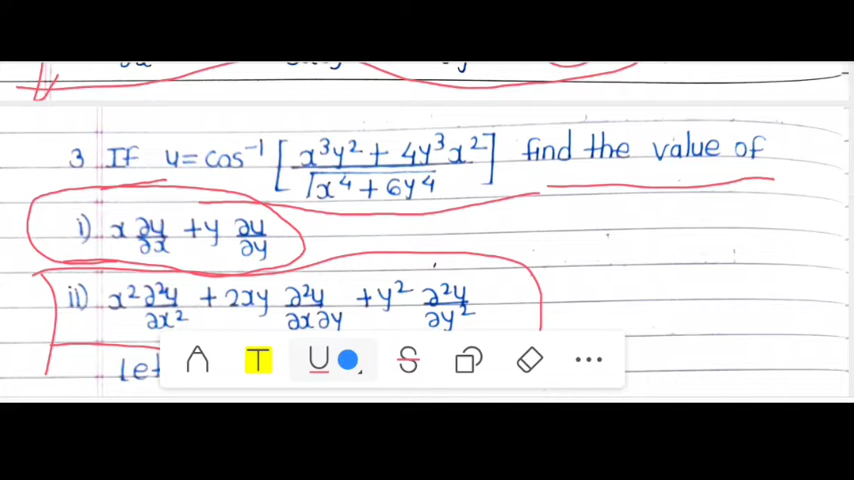 3 If u = cos⁻¹ [ x³y² + 4y³x² / √x⁴ + 6y⁴ ] find the value of
i) x ∂u/∂x + y ∂u/∂y
ii) x² ∂²u/∂x² + 2xy ∂²u/∂x∂y + y² ∂²u/∂y²
let
T U S